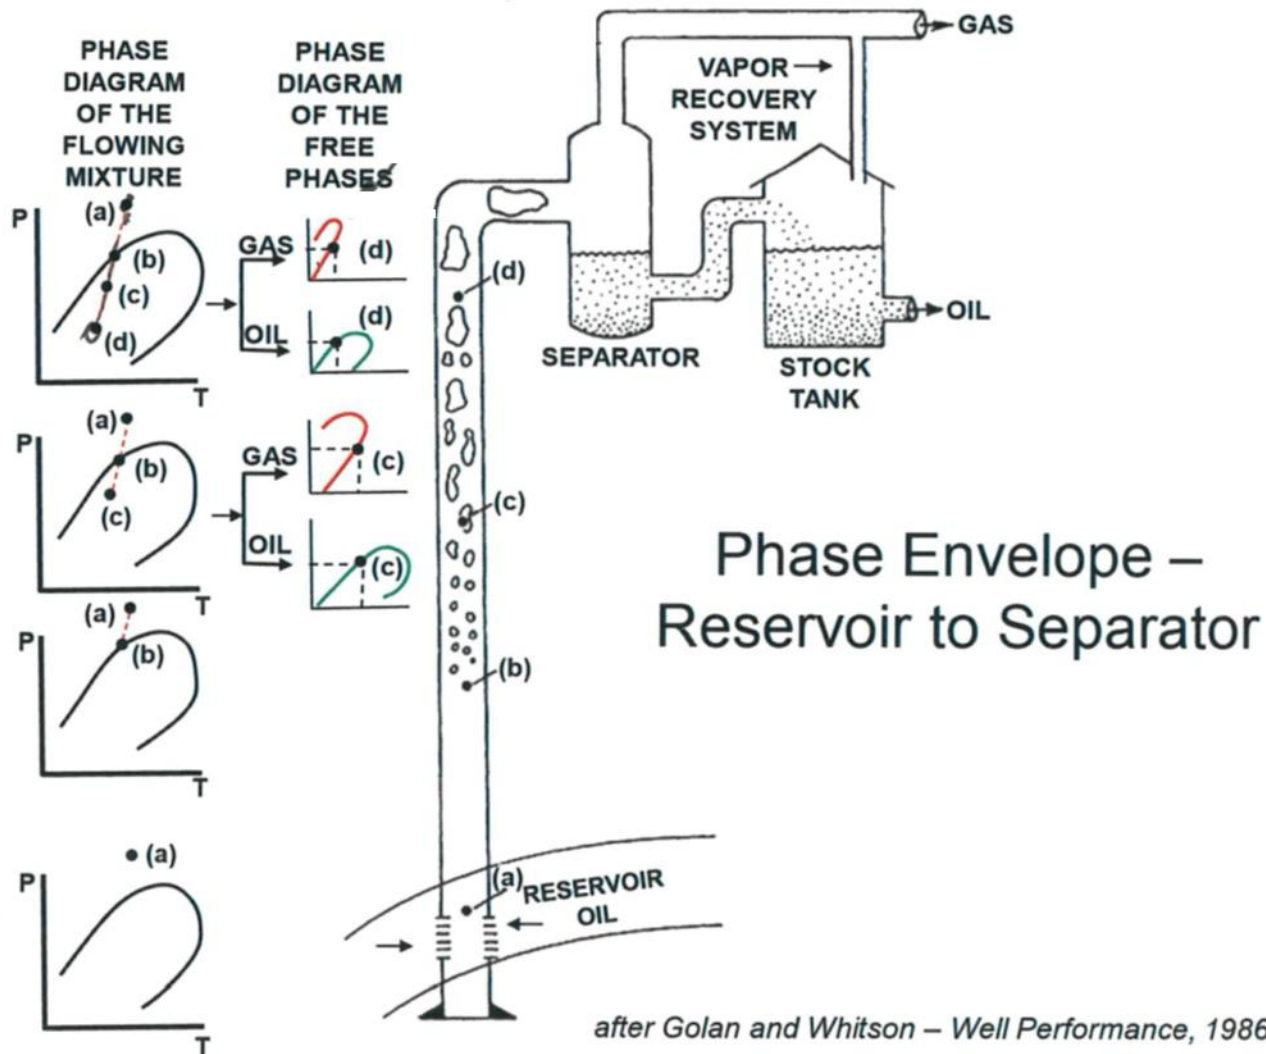 PHASE
DIAGRAM
OF THE
FLOWING
MIXTURE
PHASE
DIAGRAM
OF THE
FREE
PHASES
GAS
VAPOR
RECOVERY
SYSTEM
SEPARATOR
STOCK
TANK
OIL
P
(a)
(b)
(c)
(d)
T
GAS
(d)
OIL
(d)
P
(a)
(b)
(c)
T
GAS
(c)
OIL
(c)
P
(a)
(b)
T
P
(a)
T
(d)
(c)
(b)
(a)
RESERVOIR
OIL
Phase Envelope –
Reservoir to Separator
after Golan and Whitson – Well Performance, 1986